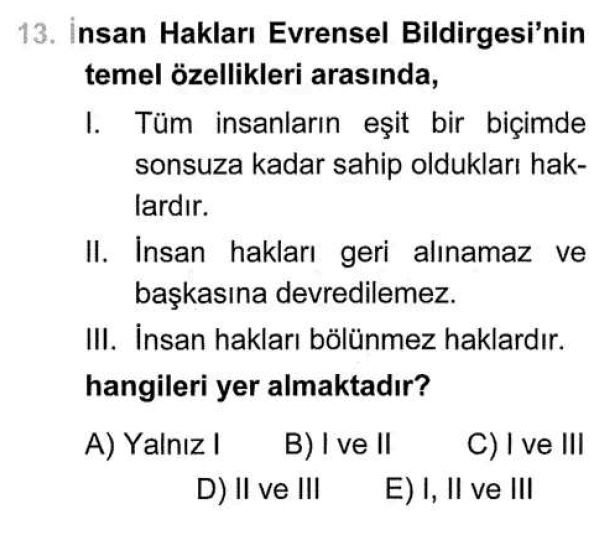 13. İnsan Hakları Evrensel Bildirgesi'nin
temel özellikleri arasında,
I. Tüm insanların eşit bir biçimde
sonsuza kadar sahip oldukları hak-
lardır.
II. İnsan hakları geri alınamaz ve
başkasına devredilemez.
III. İnsan hakları bölünmez haklardır.
hangileri yer almaktadır?
A) Yalnız I B) I ve II C) I ve III
D) II ve III E) I, II ve III